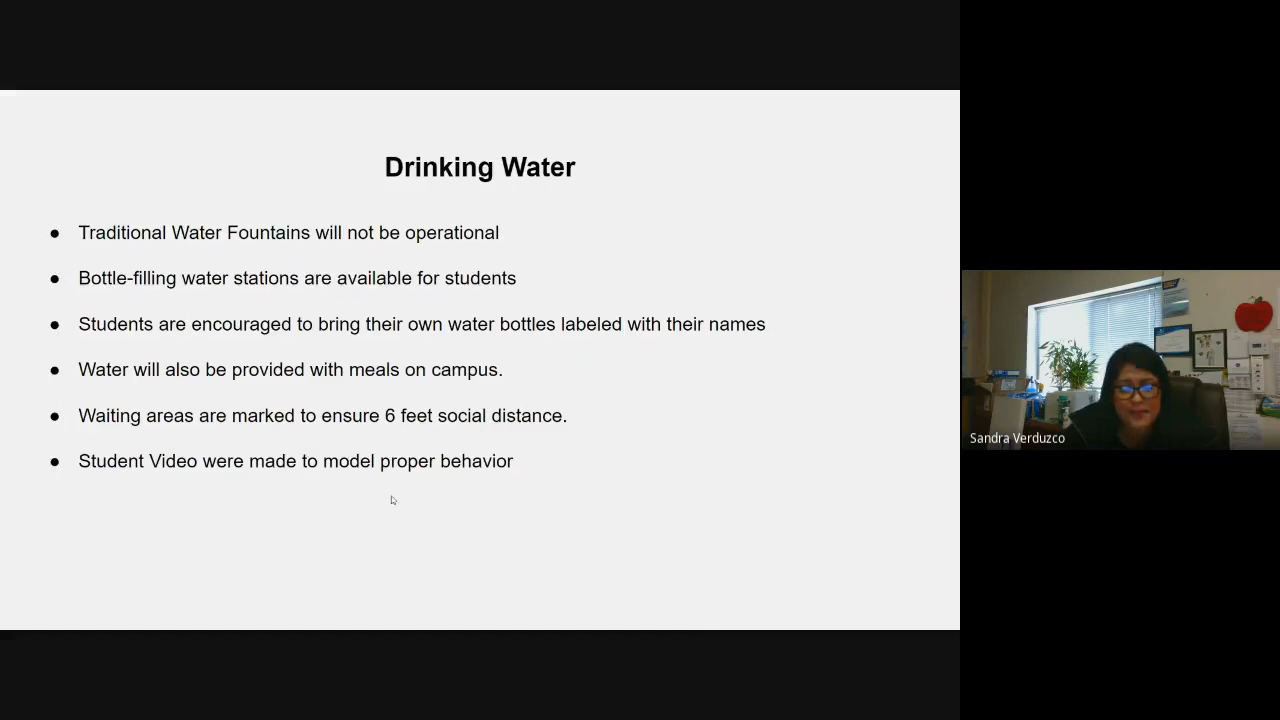 Drinking Water
● Traditional Water Fountains will not be operational
● Bottle-filling water stations are available for students
● Students are encouraged to bring their own water bottles labeled with their names
● Water will also be provided with meals on campus.
● Waiting areas are marked to ensure 6 feet social distance.
● Student Video were made to model proper behavior
Sandra Verduzco